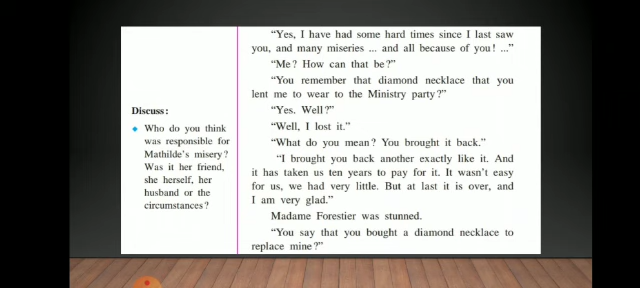 Discuss :
Who do you think
was responsible for
Mathilde's misery?
Was it her friend,
she herself, her
husband or the
circumstances?
"Yes, I have had some hard times since I last saw
you, and many miseries ... and all because of you! ..."
"Me? How can that be?"
"You remember that diamond necklace that you
lent me to wear to the Ministry party?"
"Yes. Well?"
"Well, I lost it."
"What do you mean? You brought it back."
"I brought you back another exactly like it. And
it has taken us ten years to pay for it. It wasn't easy
for us, we had very little. But at last it is over, and
I am very glad."
Madame Forestier was stunned.
"You say that you bought a diamond necklace to
replace mine?"